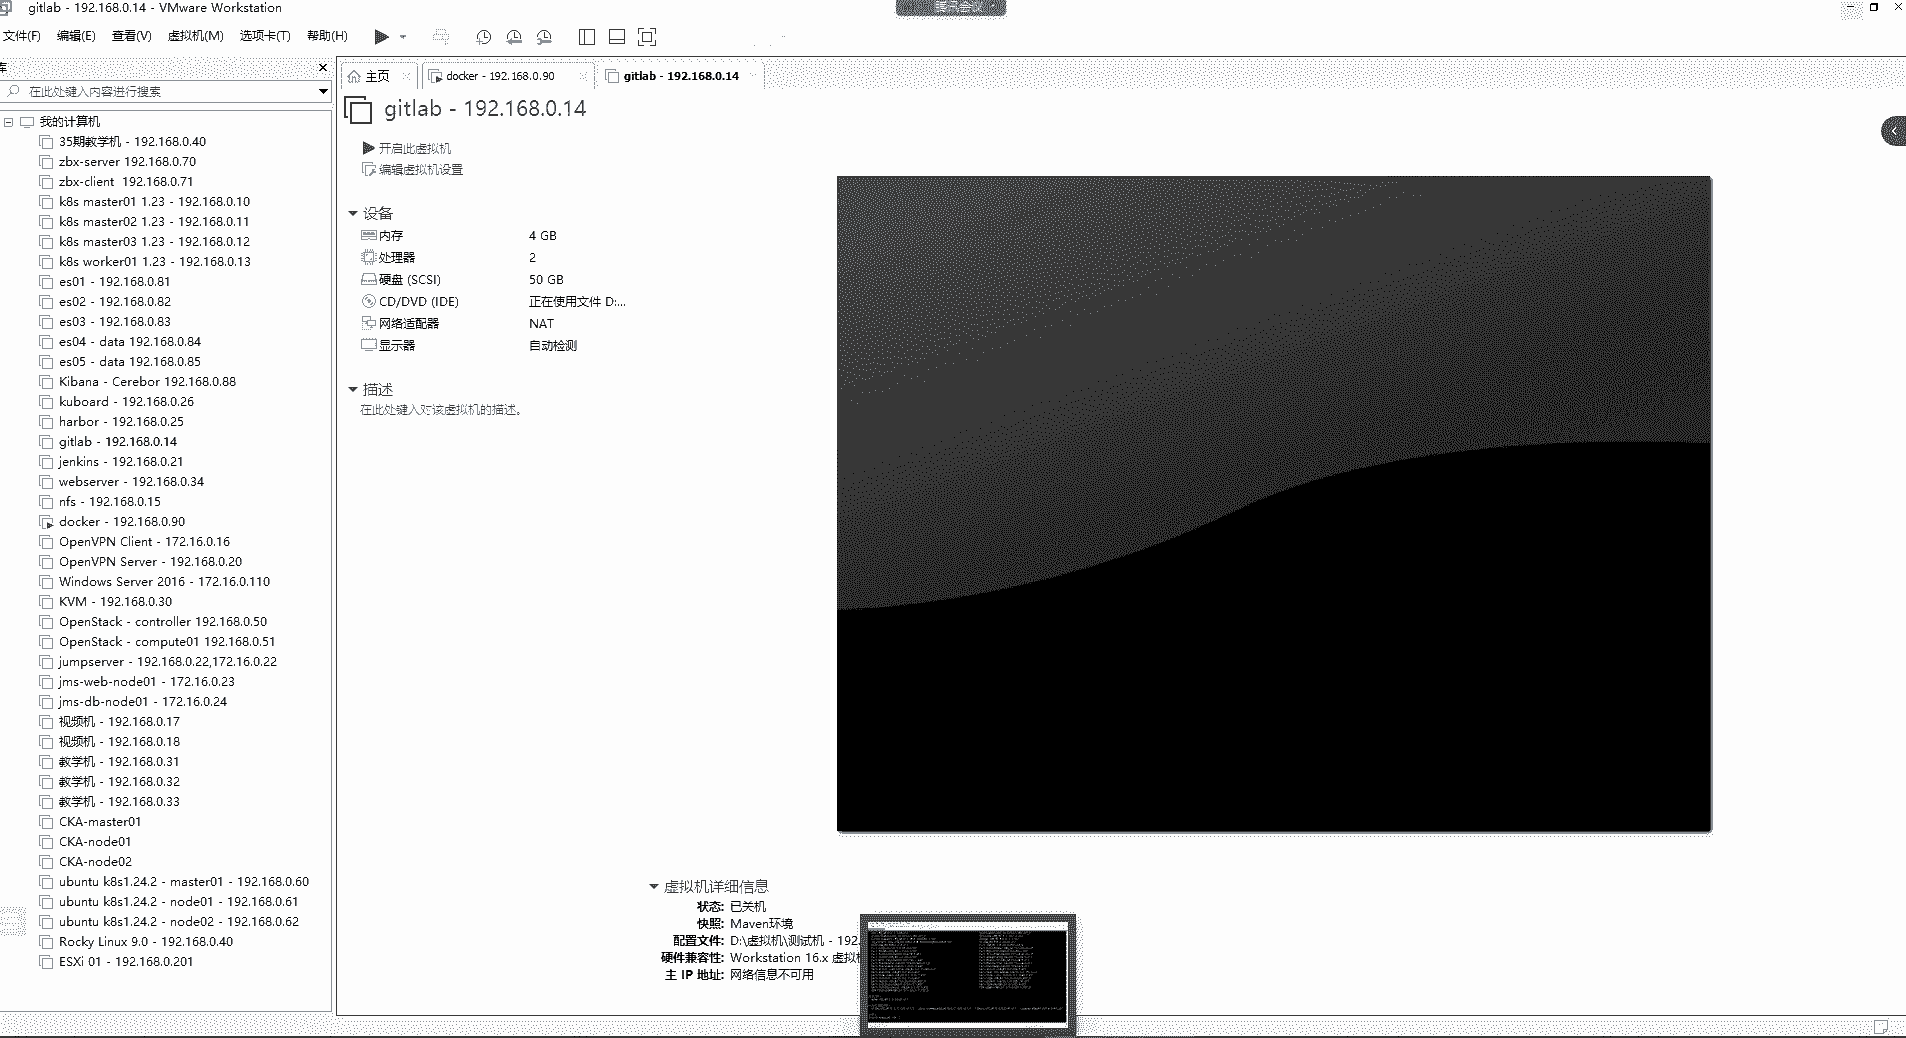 gitlab - 192.168.0.14 - VMware Workstation
腾讯会议
文件(F) 编辑(E) 查看(V) 虚拟机(M) 选项卡(T) 帮助(H)
库
在此处键入内容进行搜索
我的计算机
35期教学机 - 192.168.0.40
zbx-server 192.168.0.70
zbx-client 192.168.0.71
k8s master01 1.23 - 192.168.0.10
k8s master02 1.23 - 192.168.0.11
k8s master03 1.23 - 192.168.0.12
k8s worker01 1.23 - 192.168.0.13
es01 - 192.168.0.81
es02 - 192.168.0.82
es03 - 192.168.0.83
es04 - data 192.168.0.84
es05 - data 192.168.0.85
Kibana - Cerebor 192.168.0.88
kuboard - 192.168.0.26
harbor - 192.168.0.25
gitlab - 192.168.0.14
jenkins - 192.168.0.21
webserver - 192.168.0.34
nfs - 192.168.0.15
docker - 192.168.0.90
OpenVPN Client - 172.16.0.16
OpenVPN Server - 192.168.0.20
Windows Server 2016 - 172.16.0.110
KVM - 192.168.0.30
OpenStack - controller 192.168.0.50
OpenStack - compute01 192.168.0.51
jumpserver - 192.168.0.22,172.16.0.22
jms-web-node01 - 172.16.0.23
jms-db-node01 - 172.16.0.24
视频机 - 192.168.0.17
视频机 - 192.168.0.18
教学机 - 192.168.0.31
教学机 - 192.168.0.32
教学机 - 192.168.0.33
CKA-master01
CKA-node01
CKA-node02
ubuntu k8s1.24.2 - master01 - 192.168.0.60
ubuntu k8s1.24.2 - node01 - 192.168.0.61
ubuntu k8s1.24.2 - node02 - 192.168.0.62
Rocky Linux 9.0 - 192.168.0.40
ESXi 01 - 192.168.0.201
主页 docker - 192.168.0.90 gitlab - 192.168.0.14
gitlab - 192.168.0.14
开启此虚拟机
编辑虚拟机设置
设备
内存 4 GB
处理器 2
硬盘 (SCSI) 50 GB
CD/DVD (IDE) 正在使用文件 D:...
网络适配器 NAT
显示器 自动检测
描述
在此处键入对该虚拟机的描述。
虚拟机详细信息
状态: 已关机
快照: Maven环境
配置文件: D:\虚拟机\测试机 - 192.
硬件兼容性: Workstation 16.x 虚拟机
主 IP 地址: 网络信息不可用